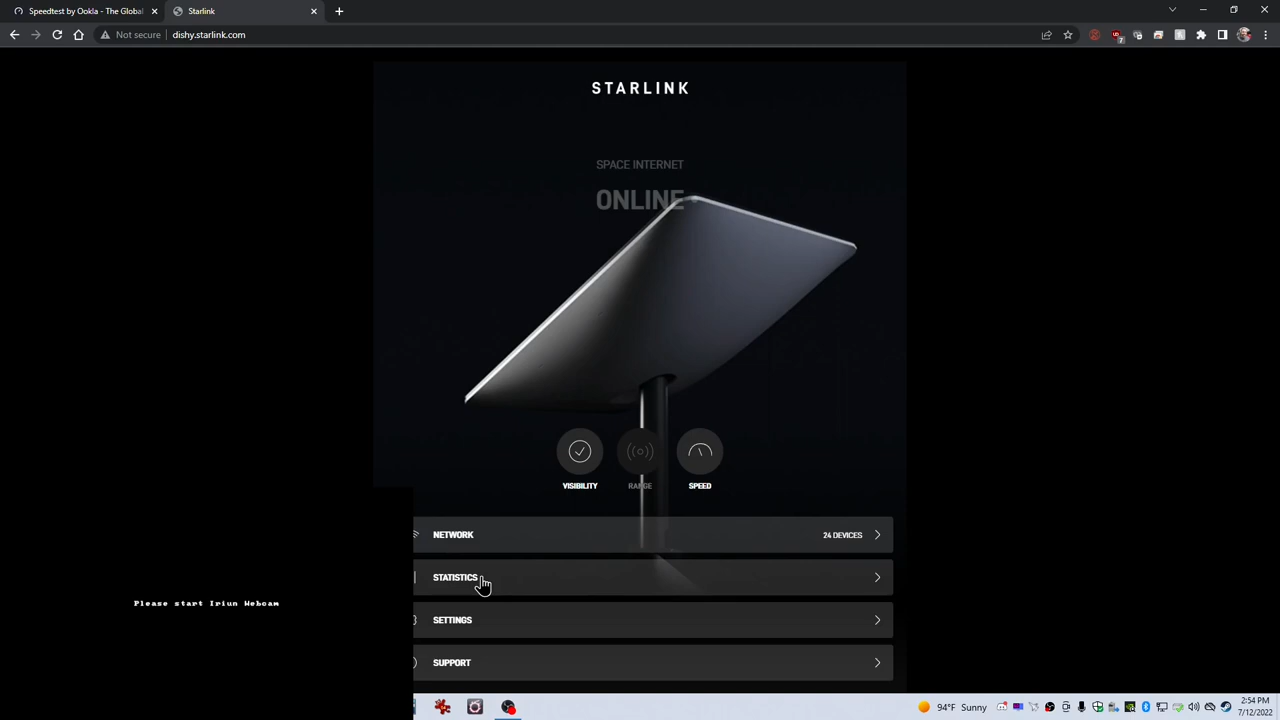 Speedtest by Ookla - The Global
Starlink
Not secure
dishy.starlink.com
7
STARLINK
SPACE INTERNET
ONLINE
VISIBILITY
RANGE
SPEED
NETWORK
24 DEVICES
STATISTICS
Please start Iriun Webcam
SETTINGS
SUPPORT
94°F Sunny
2:54 PM
7/12/2022